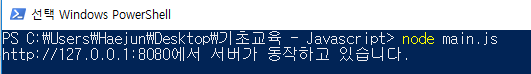 선택 Windows PowerShell
PS C:₩Users₩Haejun₩Desktop₩기초교육 - Javascript> node main.js
http://127.0.0.1:8080에서 서버가 동작하고 있습니다.